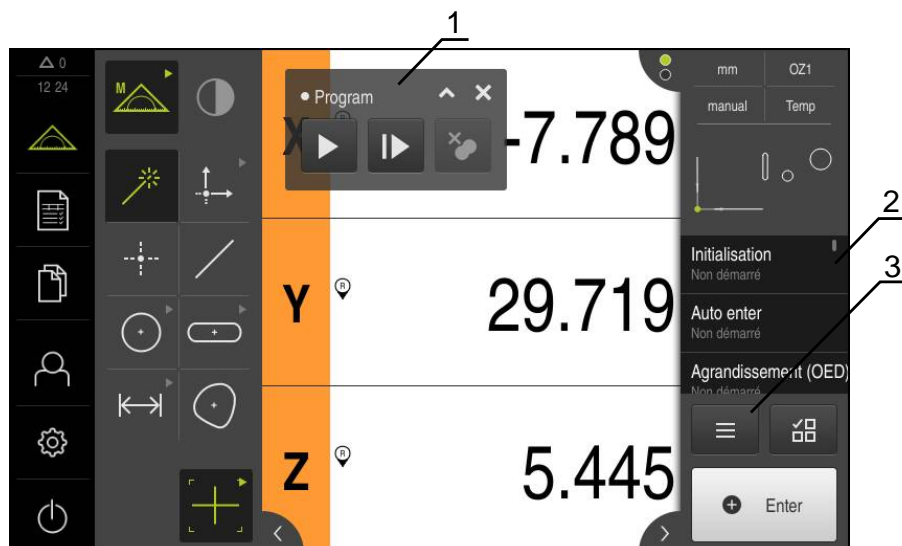 1
0
12 24
M
Program
X
-7.789
mm
OZ1
manual
Temp
2
Initialisation
Non démarré
3
Y
R
29.719
Auto enter
Non démarré
Agrandissement (OED)
Non démarré
Z
R
5.445
Enter